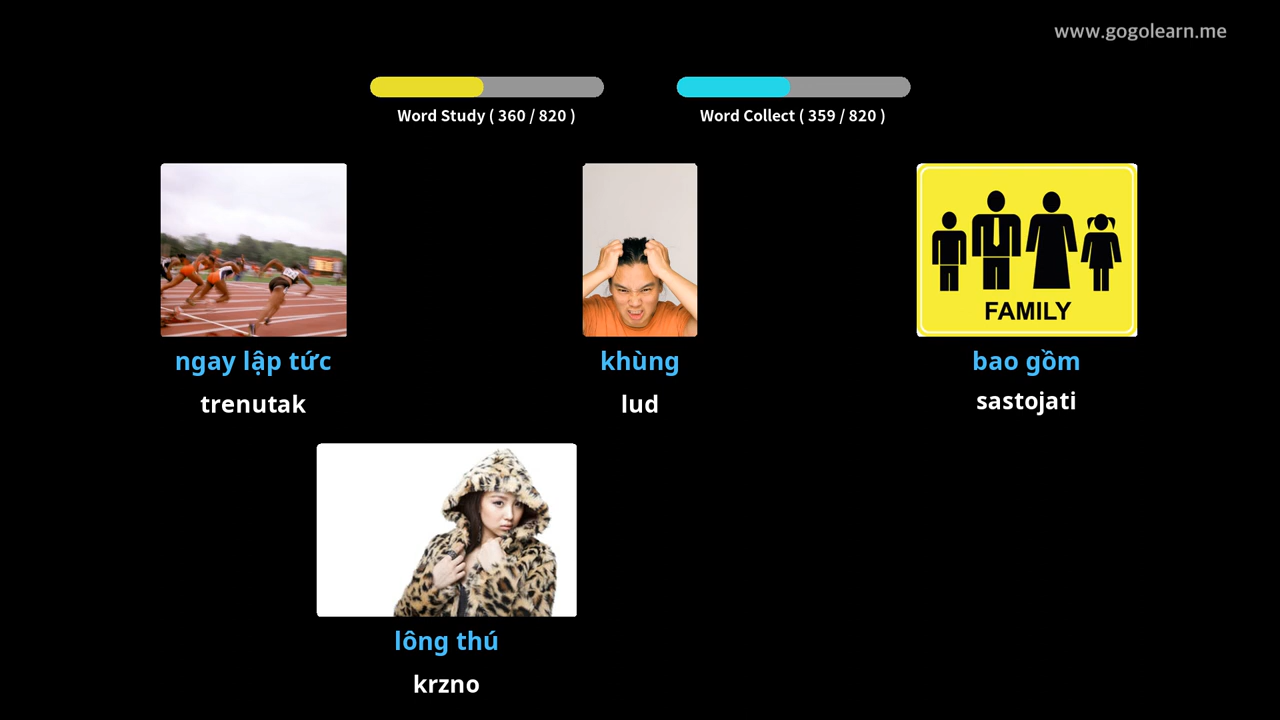 www.gogolearn.me
Word Study ( 360 / 820 )
Word Collect ( 359 / 820 )
FAMILY
ngay lập tức
khùng
bao gồm
trenutak
lud
sastojati
lông thú
krzno